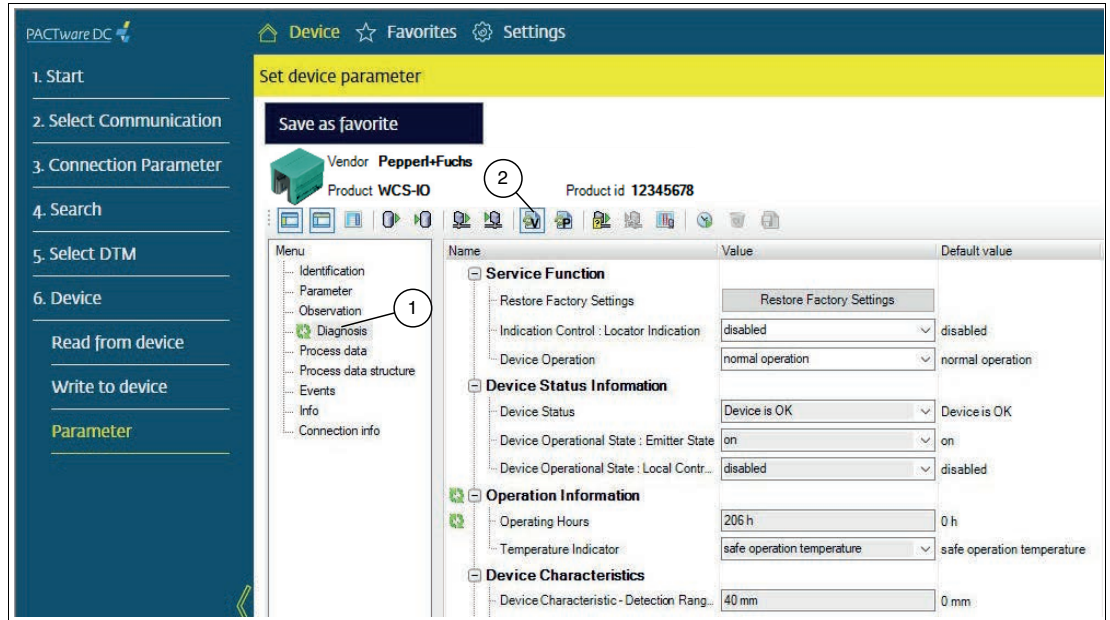 PACTware DC
Device Favorites Settings
1. Start
2. Select Communication
3. Connection Parameter
4. Search
5. Select DTM
6. Device
Read from device
Write to device
Parameter
Set device parameter
Save as favorite
Vendor Pepperl+Fuchs
Product WCS-IO Product id 12345678
2
V P
Menu
Identification
Parameter
Observation
Diagnosis
Process data
Process data structure
Events
Info
Connection info
1
Name Value Default value
Service Function
Restore Factory Settings Restore Factory Settings
Indication Control : Locator Indication disabled disabled
Device Operation normal operation normal operation
Device Status Information
Device Status Device is OK Device is OK
Device Operational State : Emitter State on on
Device Operational State : Local Contr... disabled disabled
Operation Information
Operating Hours 206 h 0 h
Temperature Indicator safe operation temperature safe operation temperature
Device Characteristics
Device Characteristic - Detection Rang... 40 mm 0 mm